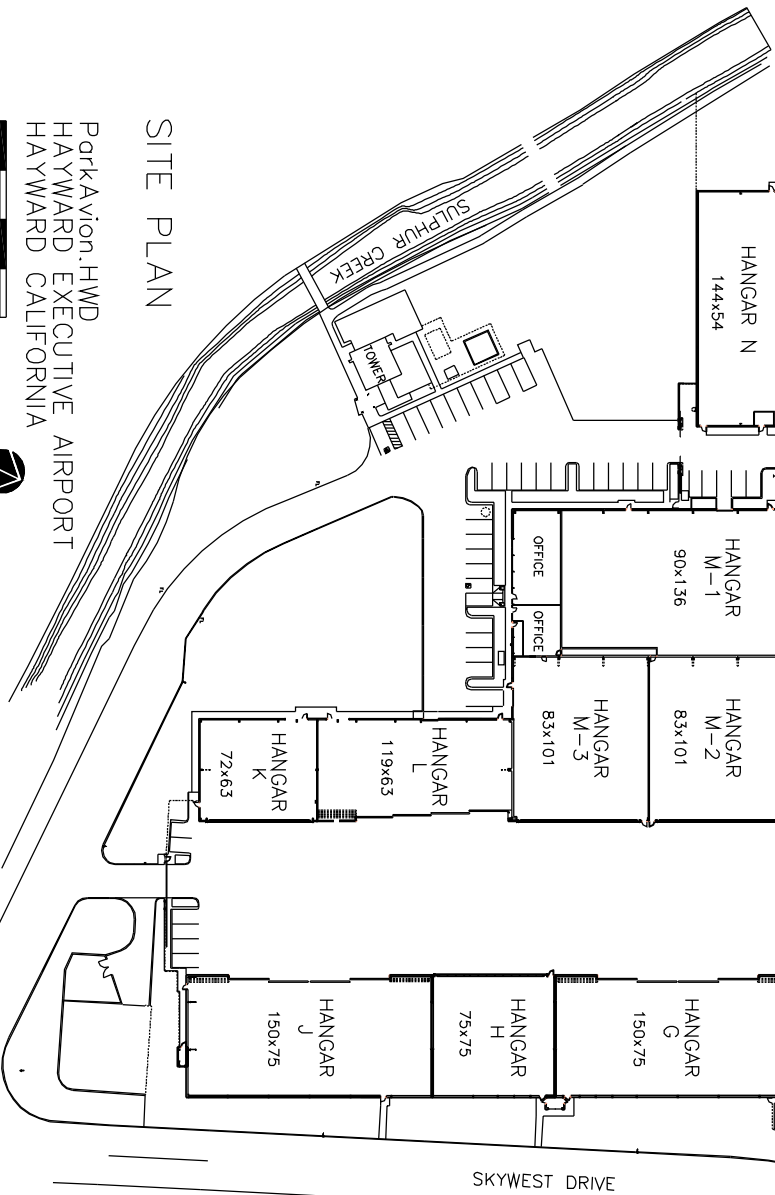 SITE PLAN
ParkAvion.HWD
HAYWARD EXECUTIVE AIRPORT
HAYWARD CALIFORNIA
SULPHUR CREEK
TOWER
HANGAR N
144x54
HANGAR
M-1
90x136
OFFICE
OFFICE
HANGAR
M-2
83x101
HANGAR
M-3
83x101
HANGAR
L
119x63
HANGAR
K
72x63
HANGAR
G
150x75
HANGAR
H
75x75
HANGAR
J
150x75
SKYWEST DRIVE